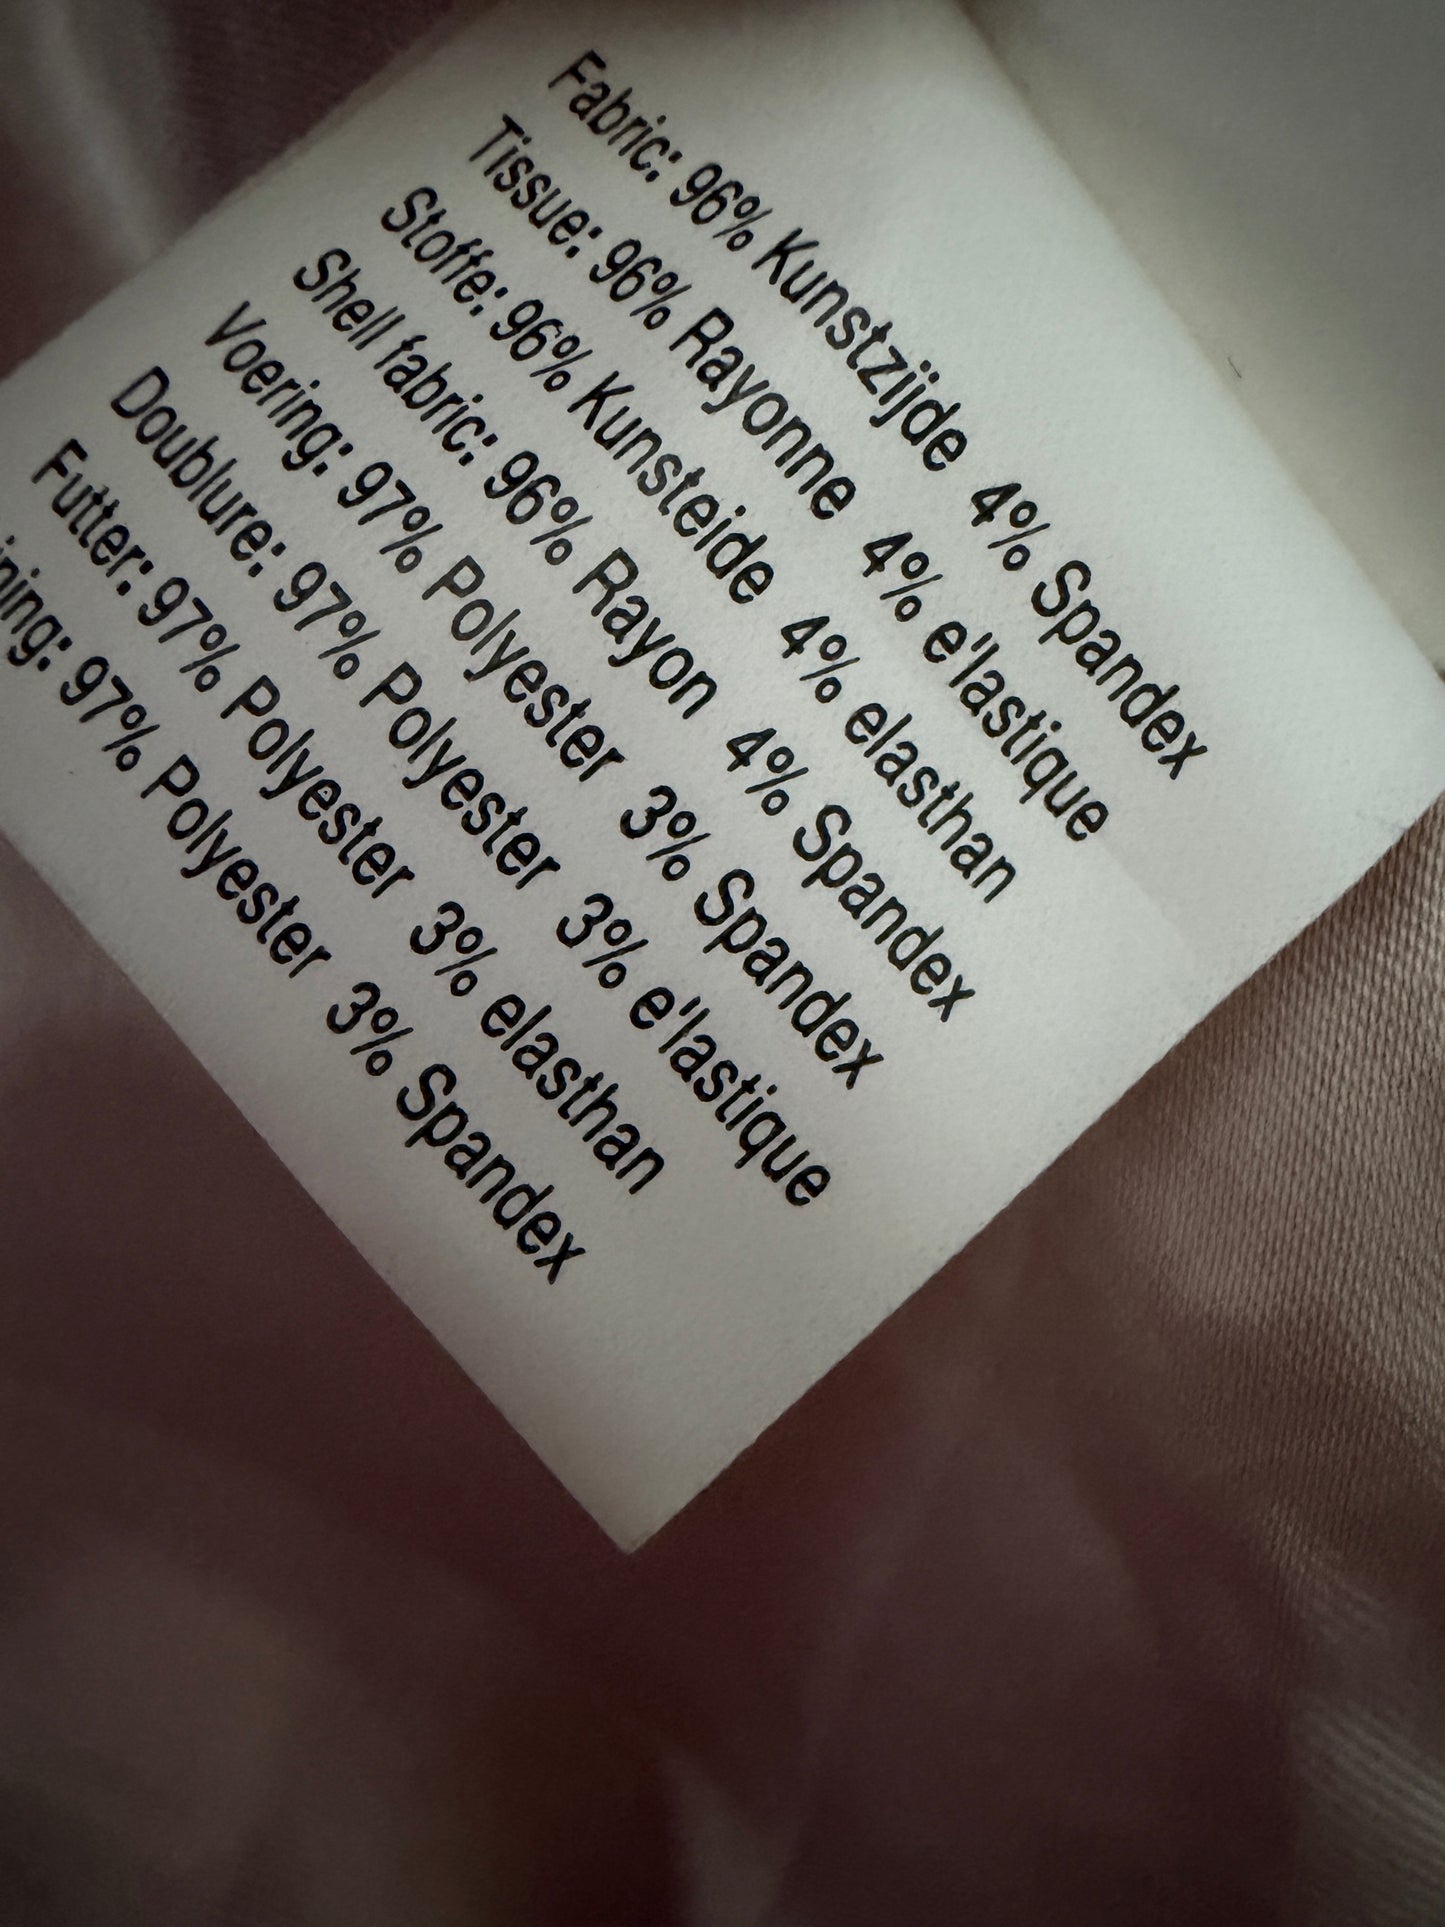 Fabric: 96% Kunstzijde 4% Spandex
Tissue: 96% Rayonne 4% e'lastique
Stoffe: 96% Kunsteide 4% elasthan
Shell fabric: 96% Rayon 4% Spandex
Voering: 97% Polyester 3% Spandex
Doublure: 97% Polyester 3% e'lastique
Futter: 97% Polyester 3% elasthan
ning: 97% Polyester 3% Spandex